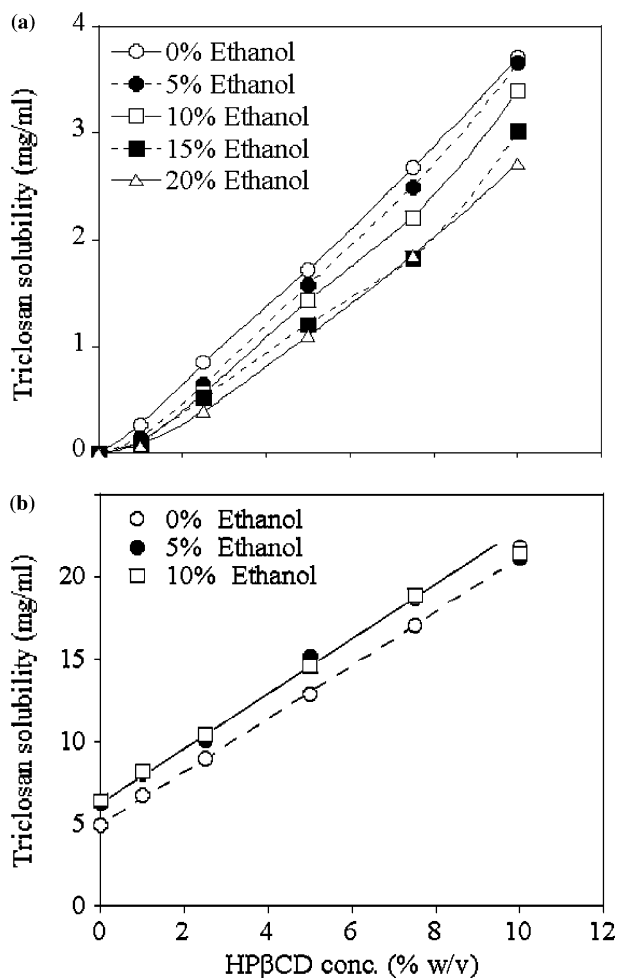 (a)
4
3
2
1
0
Triclosan solubility (mg/ml)
0% Ethanol
5% Ethanol
10% Ethanol
15% Ethanol
20% Ethanol
(b)
20
15
10
5
0
Triclosan solubility (mg/ml)
0% Ethanol
5% Ethanol
10% Ethanol
0 2 4 6 8 10 12
HPβCD conc. (% w/v)